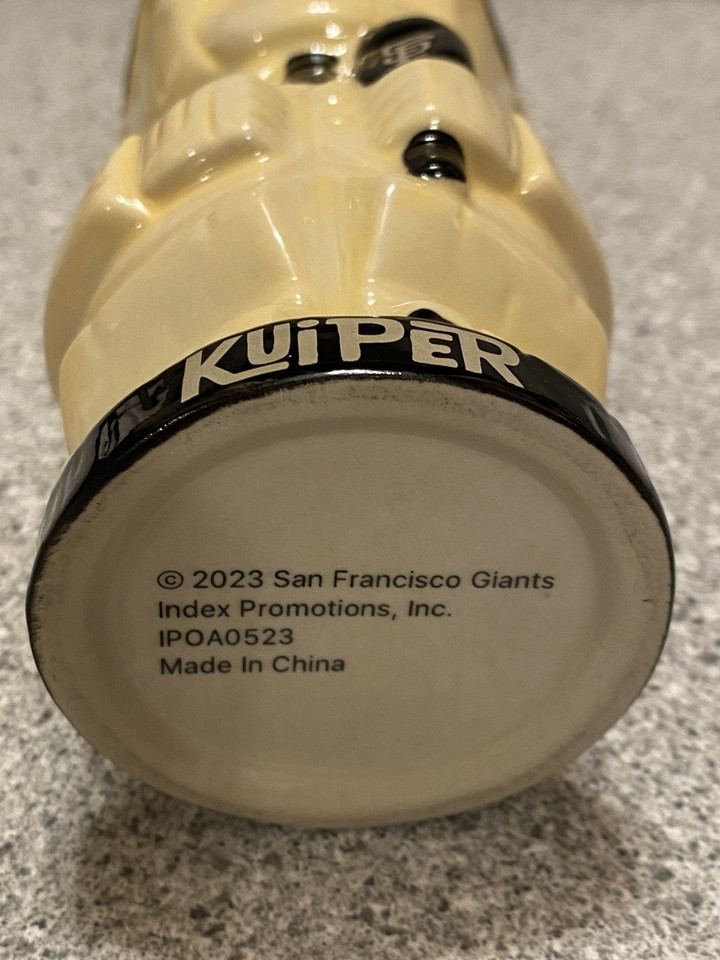 KUiPER
© 2023 San Francisco Giants
Index Promotions, Inc.
IPOA0523
Made In China